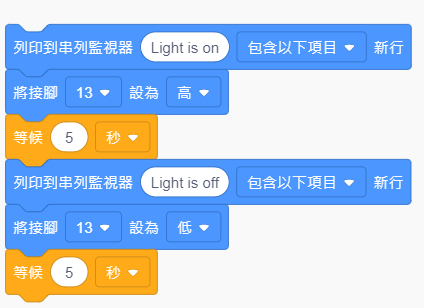 列印到串列監視器 Light is on 包含以下項目 新行
將接腳 13 設為 高
等候 5 秒
列印到串列監視器 Light is off 包含以下項目 新行
將接腳 13 設為 低
等候 5 秒